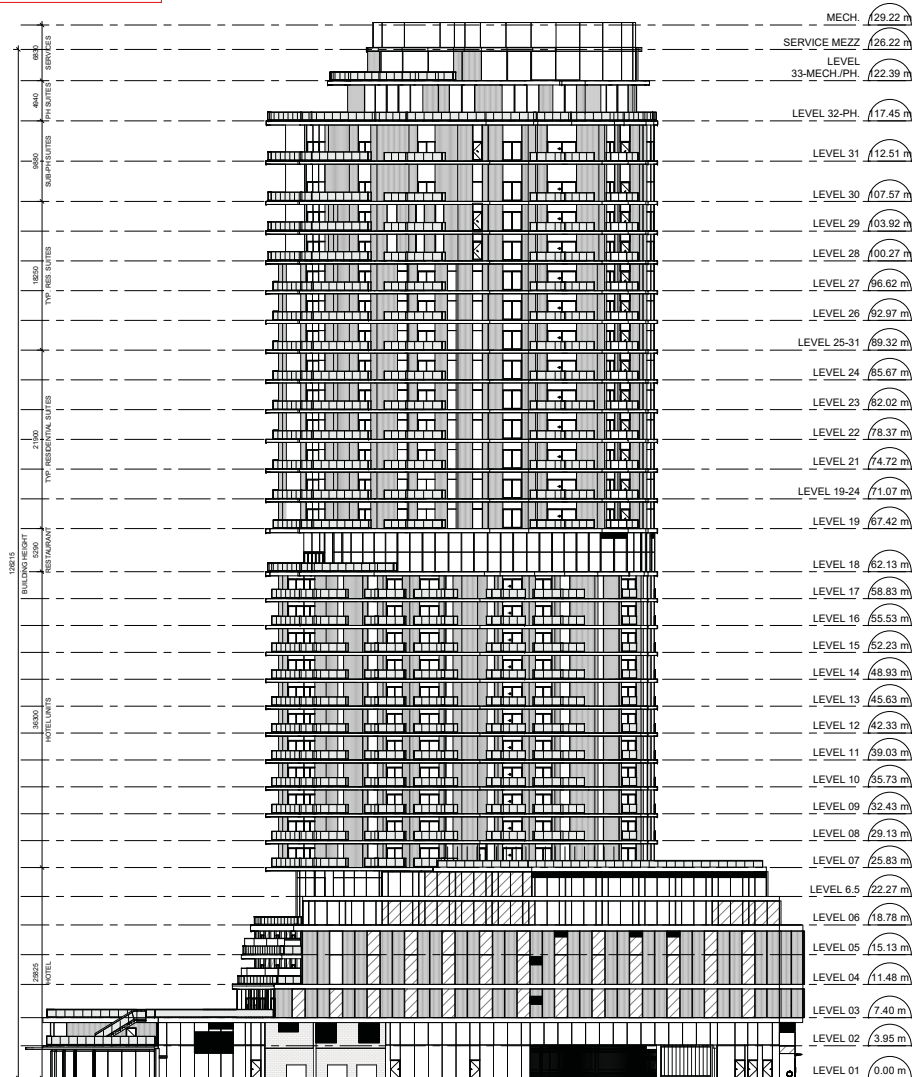 MECH. 129.22 m
SERVICE MEZZ 126.22 m
LEVEL
33-MECH./PH. 122.39 m
LEVEL 32-PH. 117.45 m
LEVEL 31 112.51 m
LEVEL 30 107.57 m
LEVEL 29 103.92 m
LEVEL 28 100.27 m
LEVEL 27 96.62 m
LEVEL 26 92.97 m
LEVEL 25-31 89.32 m
LEVEL 24 85.67 m
LEVEL 23 82.02 m
LEVEL 22 78.37 m
LEVEL 21 74.72 m
LEVEL 19-24 71.07 m
LEVEL 19 67.42 m
LEVEL 18 62.13 m
LEVEL 17 58.83 m
LEVEL 16 55.53 m
LEVEL 15 52.23 m
LEVEL 14 48.93 m
LEVEL 13 45.63 m
LEVEL 12 42.33 m
LEVEL 11 39.03 m
LEVEL 10 35.73 m
LEVEL 09 32.43 m
LEVEL 08 29.13 m
LEVEL 07 25.83 m
LEVEL 6.5 22.27 m
LEVEL 06 18.78 m
LEVEL 05 15.13 m
LEVEL 04 11.48 m
LEVEL 03 7.40 m
LEVEL 02 3.95 m
LEVEL 01 0.00 m
6830
SERVICES
4940
PH SUITES
9880
SUB-PH SUITES
18250
TYP. RES. SUITES
21900
TYP. RESIDENTIAL SUITES
5290
RESTAURANT
36300
HOTEL UNITS
25825
HOTEL
126215
BUILDING HEIGHT